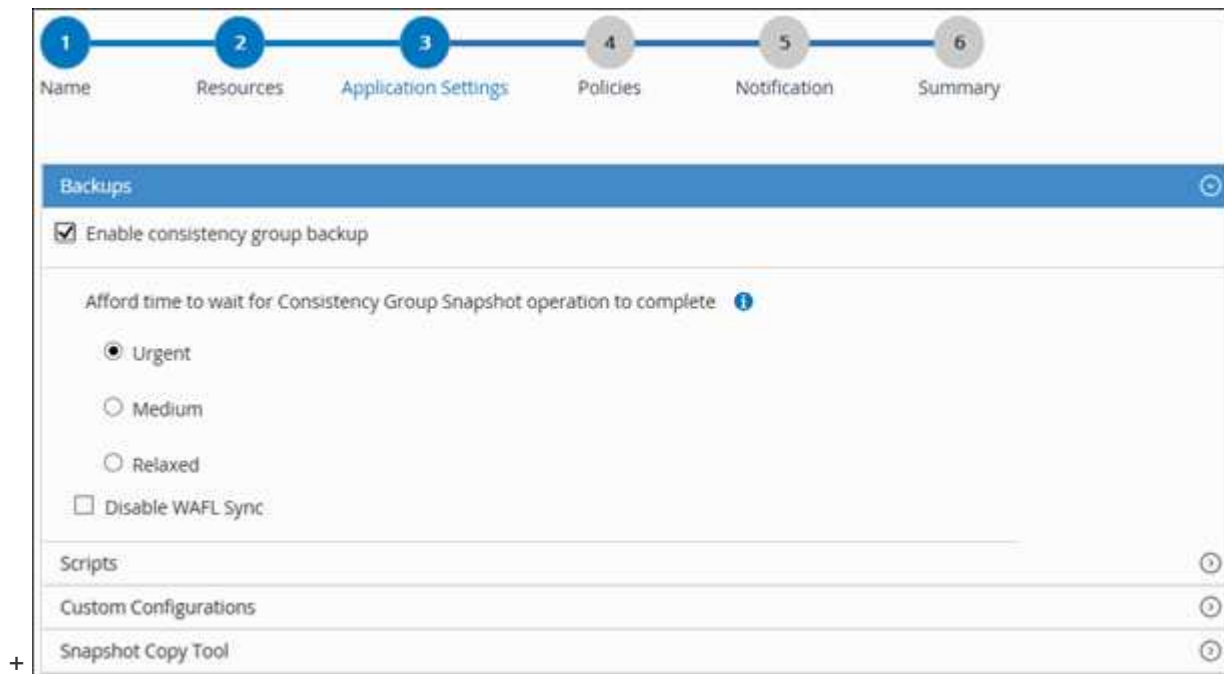 1 2 3 4 5 6
Name Resources Application Settings Policies Notification Summary
Backups
Enable consistency group backup
Afford time to wait for Consistency Group Snapshot operation to complete
Urgent
Medium
Relaxed
Disable WAFL Sync
Scripts
Custom Configurations
Snapshot Copy Tool
+